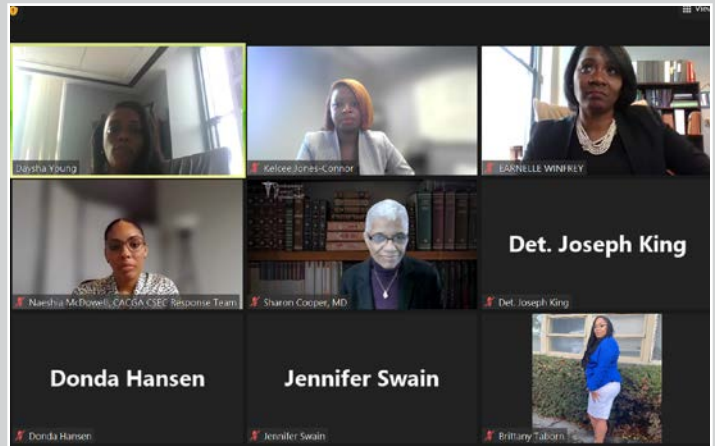 View
Daysha Young
Kelcee Jones-Connor
EARNELLE WINFREY
Naeshia McDowell, CACGA CSEC Response Team
Sharon Cooper, MD
Det. Joseph King
Det. Joseph King
Donda Hansen
Donda Hansen
Jennifer Swain
Jennifer Swain
Brittany Taborn